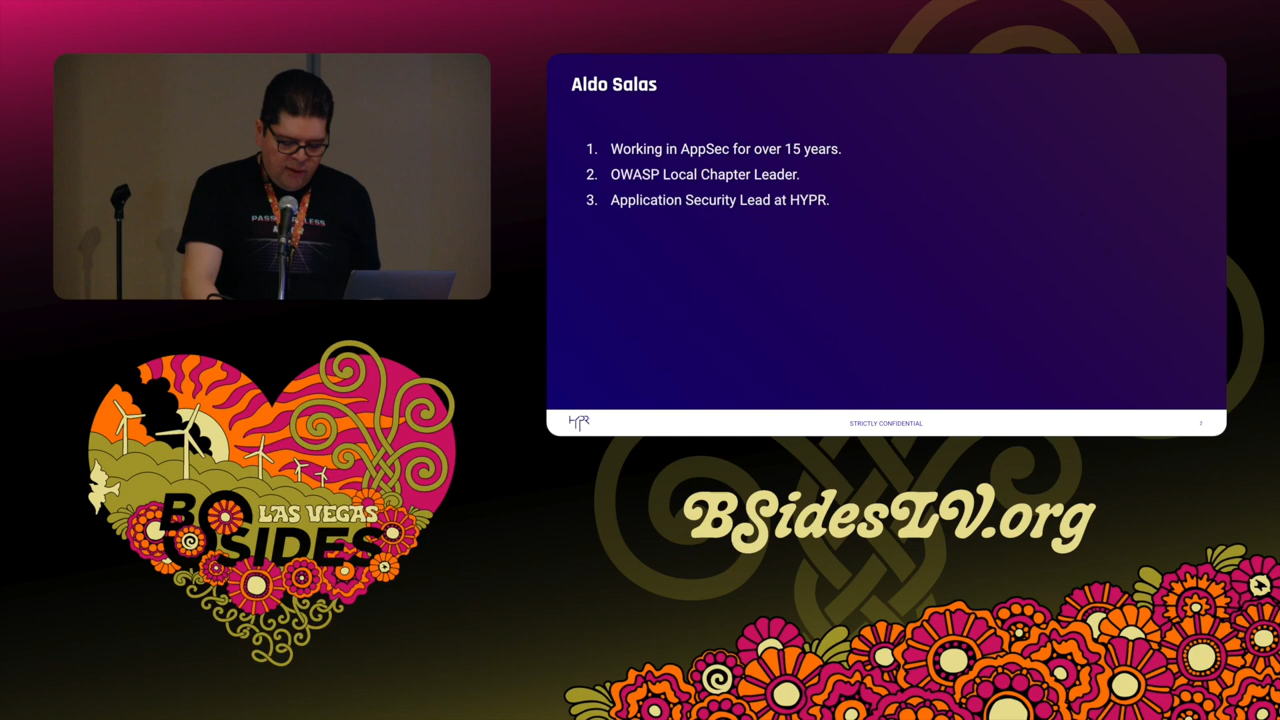 Aldo Salas
1. Working in AppSec for over 15 years.
2. OWASP Local Chapter Leader.
3. Application Security Lead at HYPR.
HYPR
STRICTLY CONFIDENTIAL
2
LAS VEGAS
BSidesLV.org